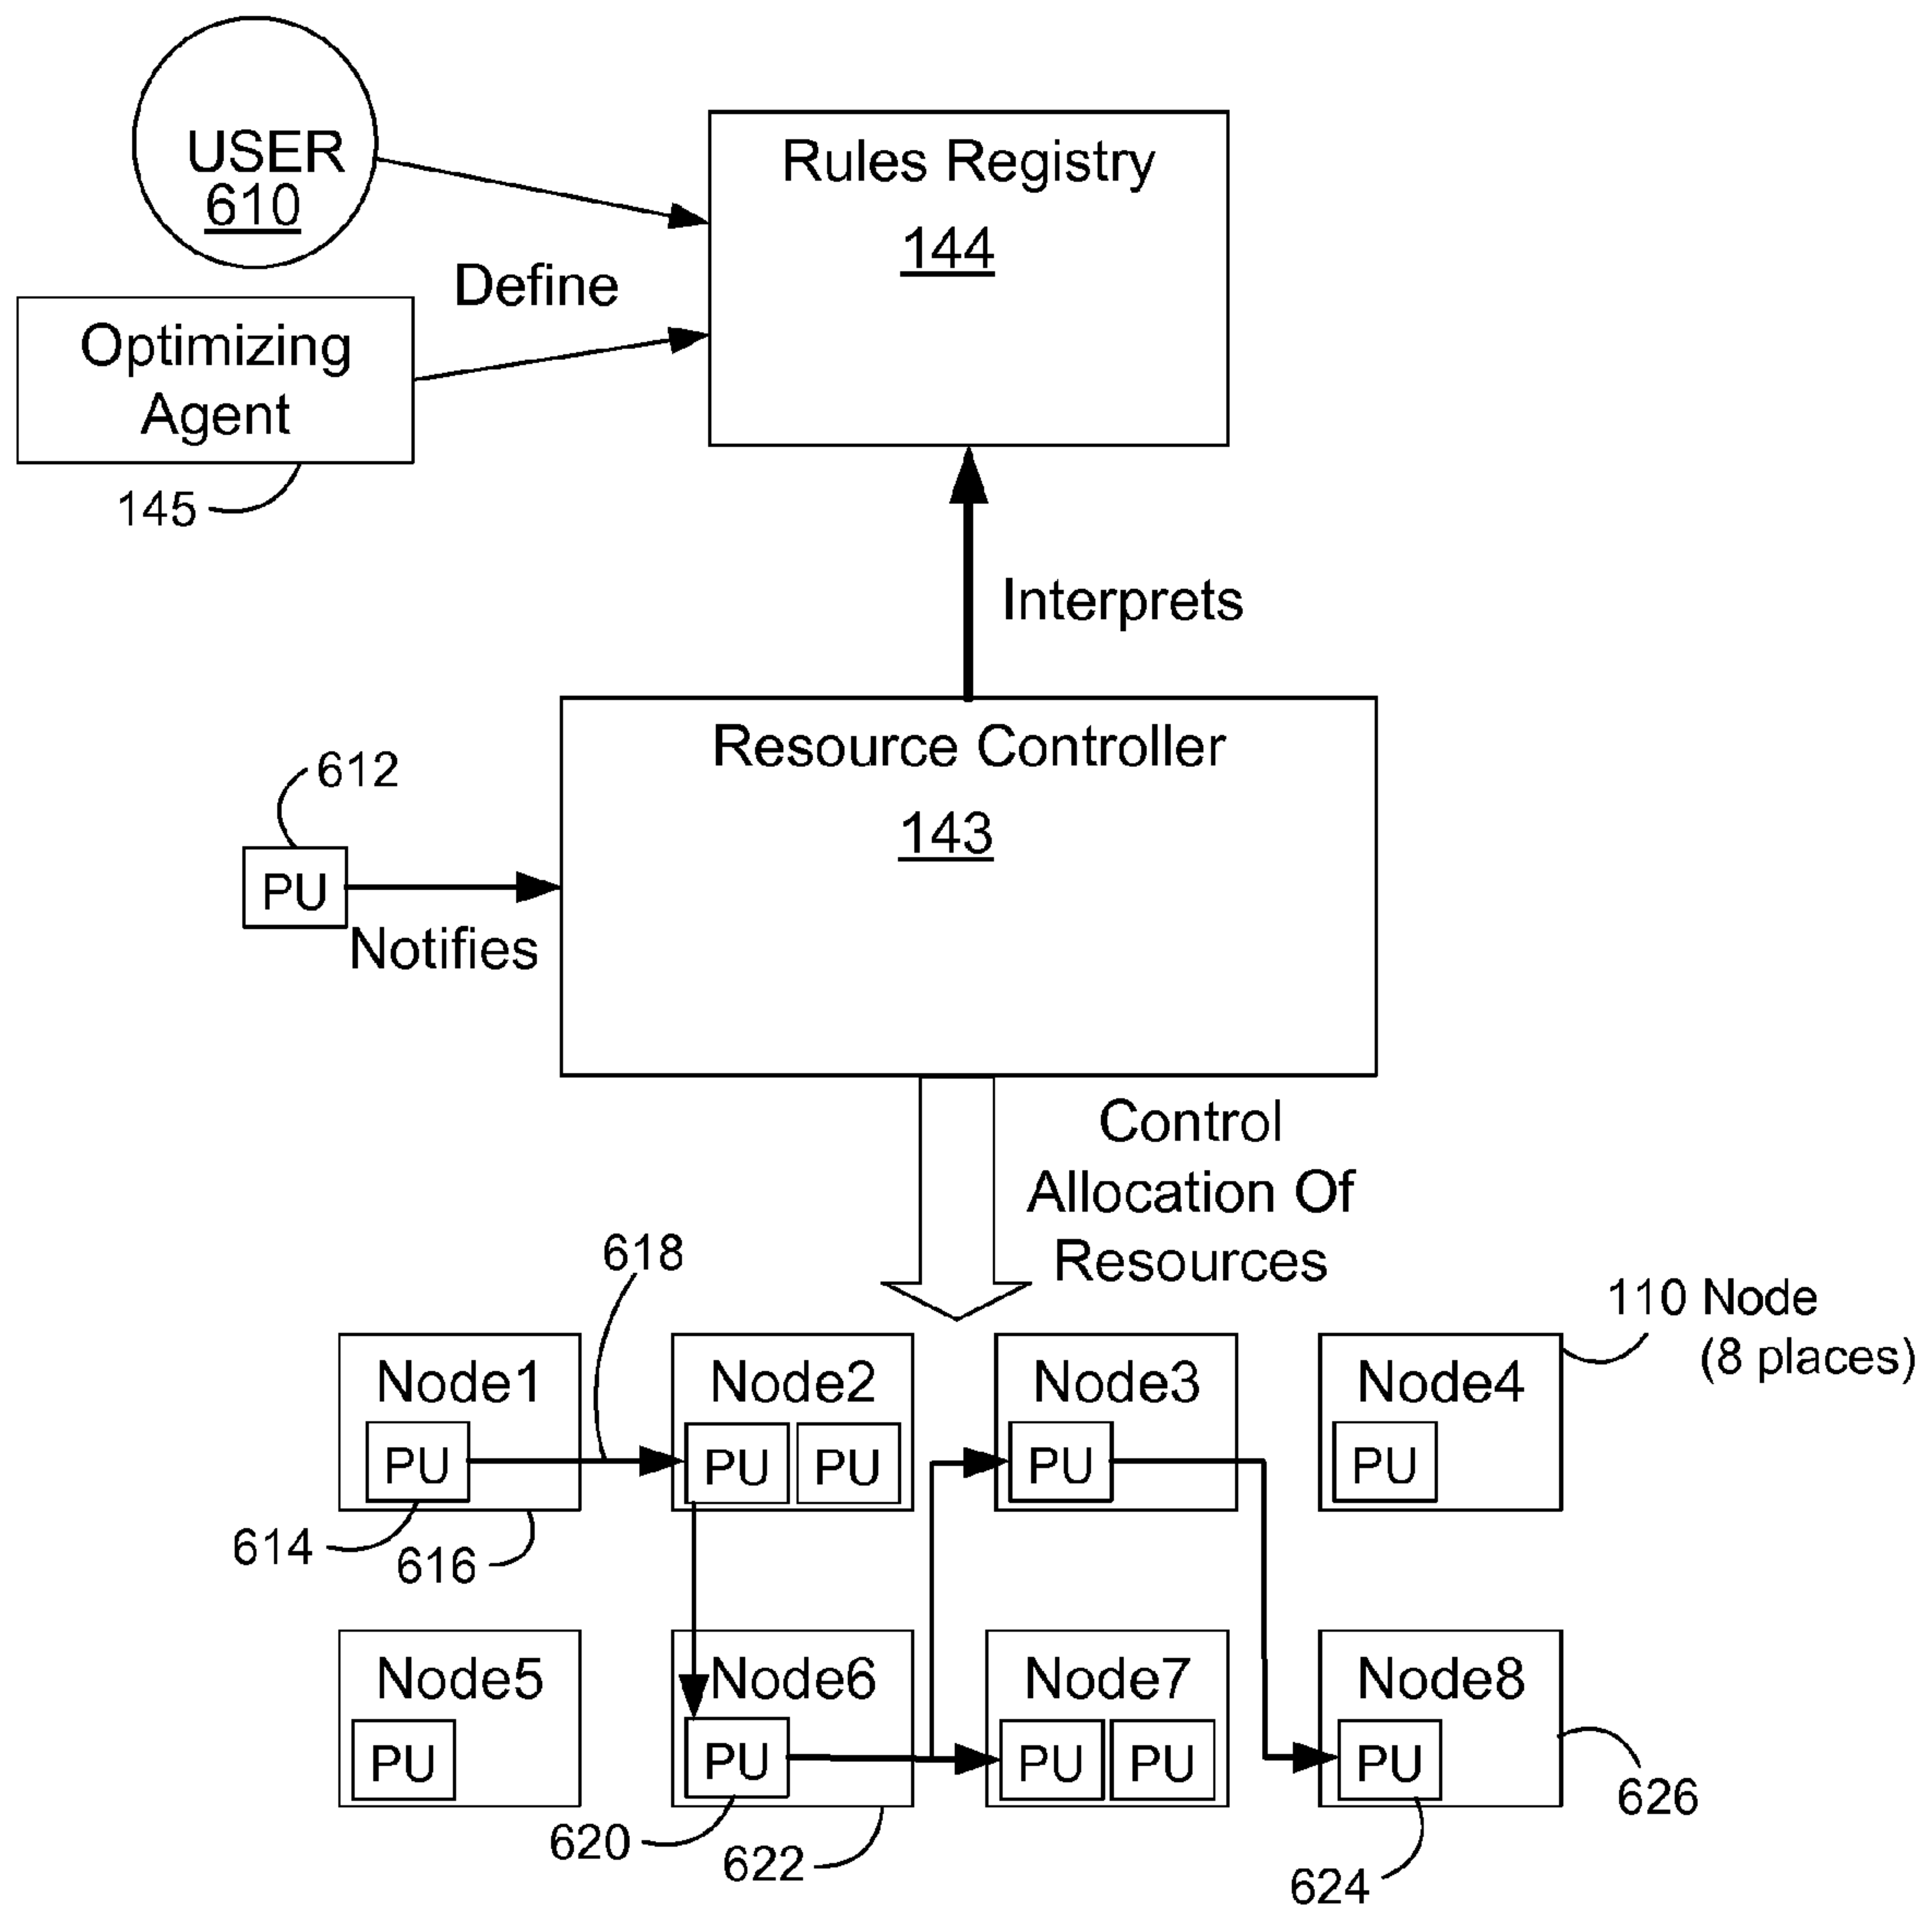 USER
610
Rules Registry
144
Define
Optimizing
Agent
145
Interprets
Resource Controller
143
612
PU
Notifies
Control
Allocation Of
Resources
618
110 Node
(8 places)
Node1
PU
Node2
PU PU
Node3
PU
Node4
PU
614
616
Node5
PU
Node6
PU
Node7
PU PU
Node8
PU
620
622
624
626